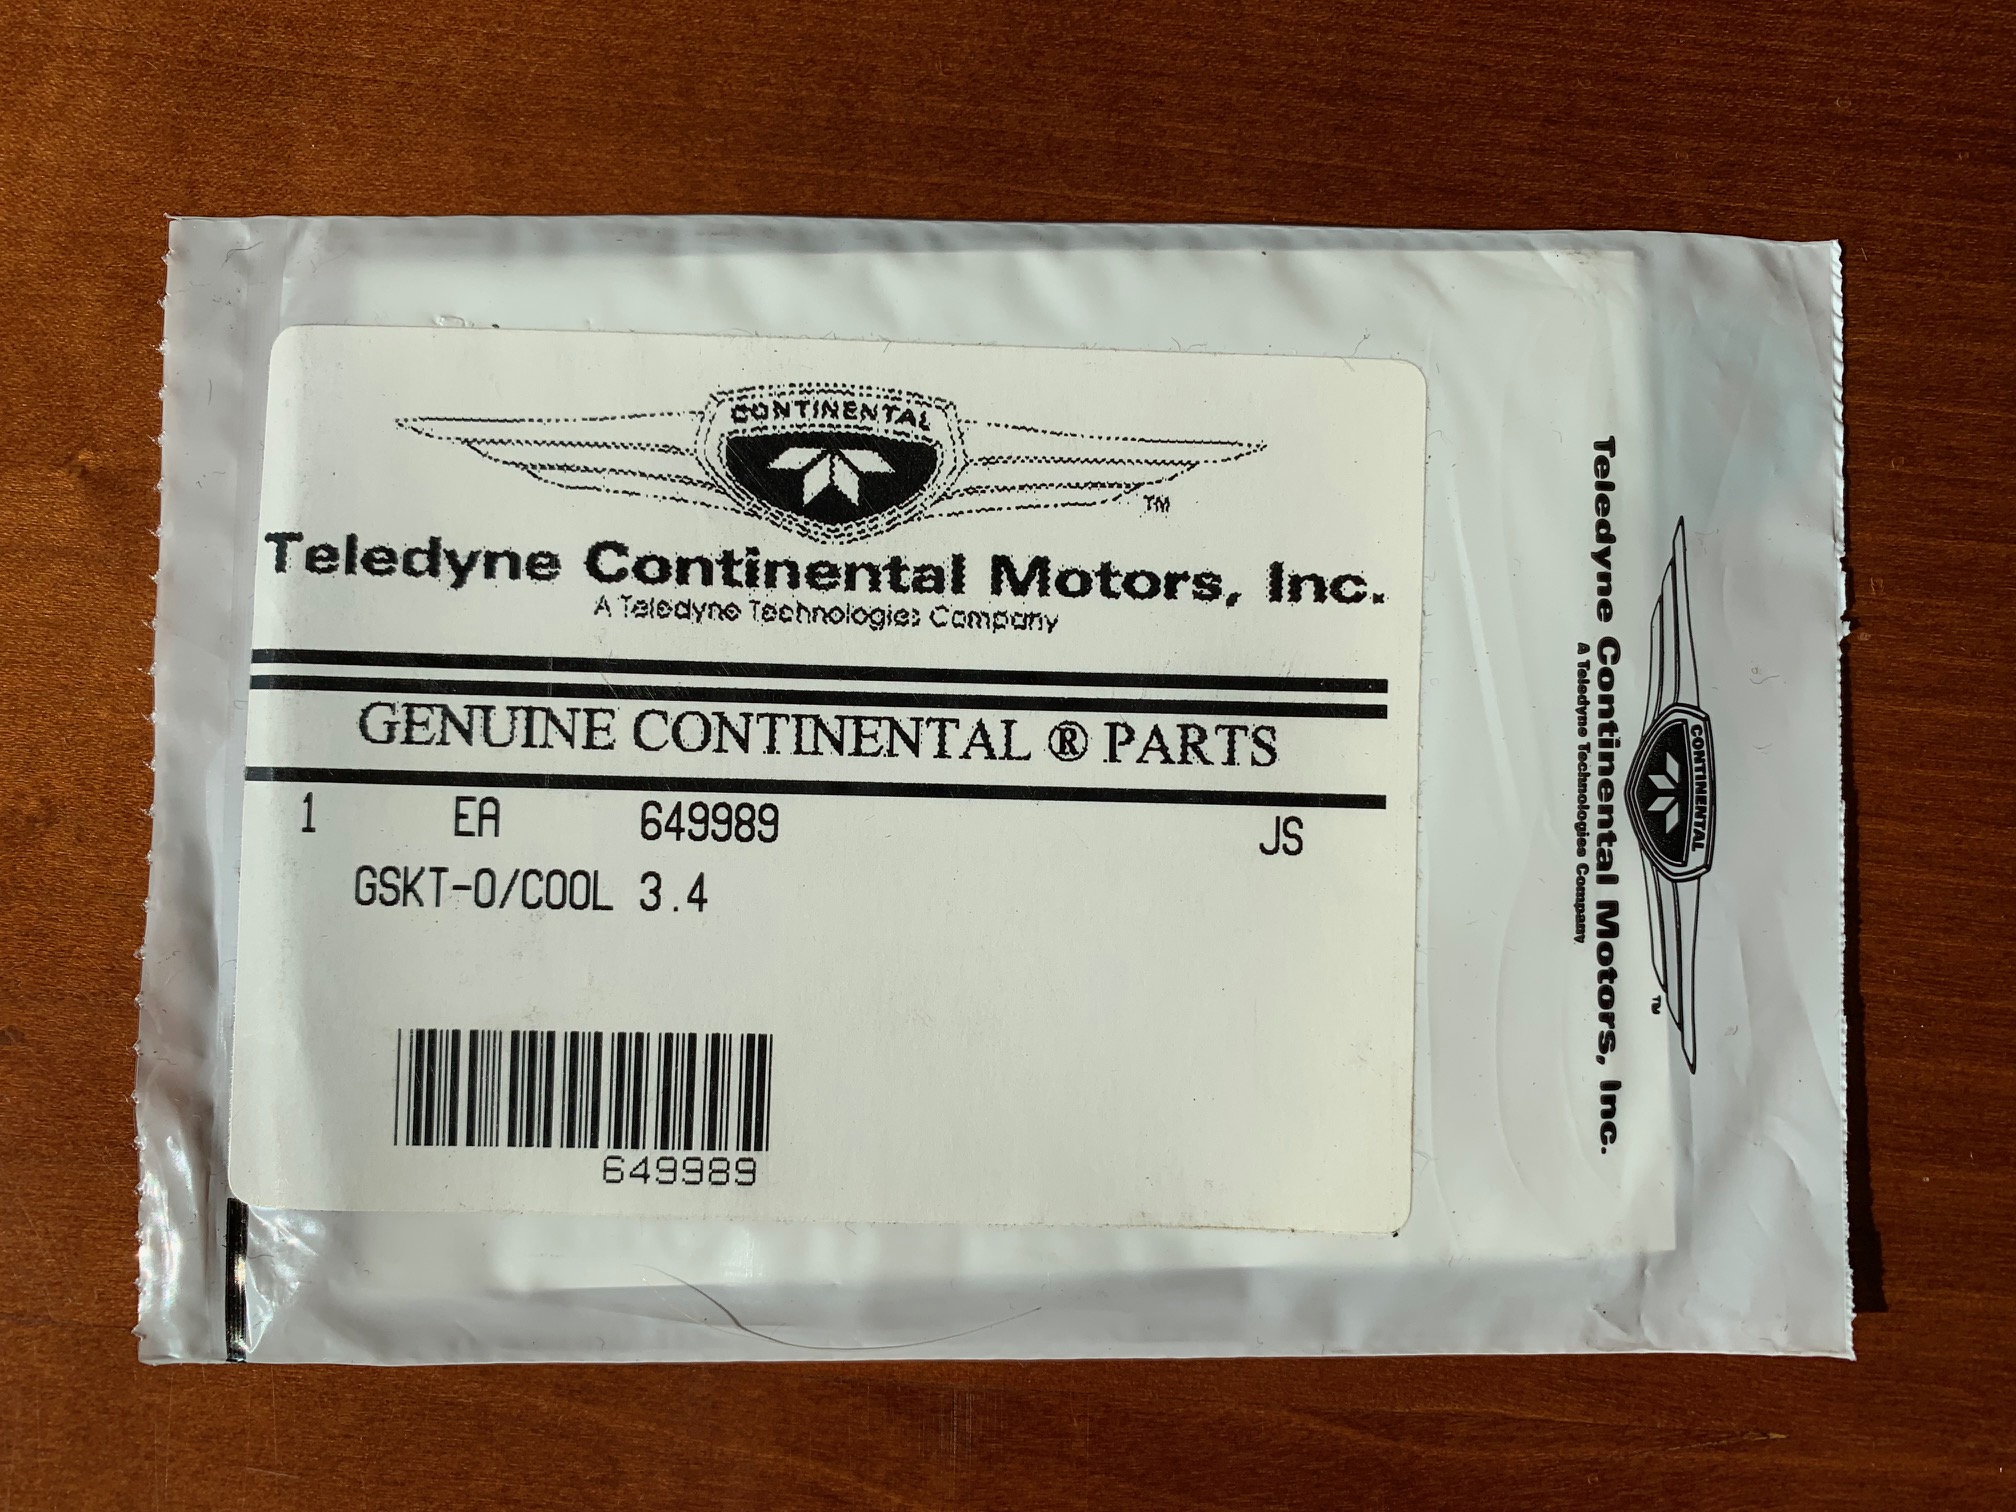 CONTINENTAL
TM
Teledyne Continental Motors, Inc.
A Teledyne Technologies Company
GENUINE CONTINENTAL ® PARTS
1 EA 649989 JS
GSKT-O/COOL 3.4
649989
CONTINENTAL
TM
Teledyne Continental Motors, Inc.
A Teledyne Technologies Company